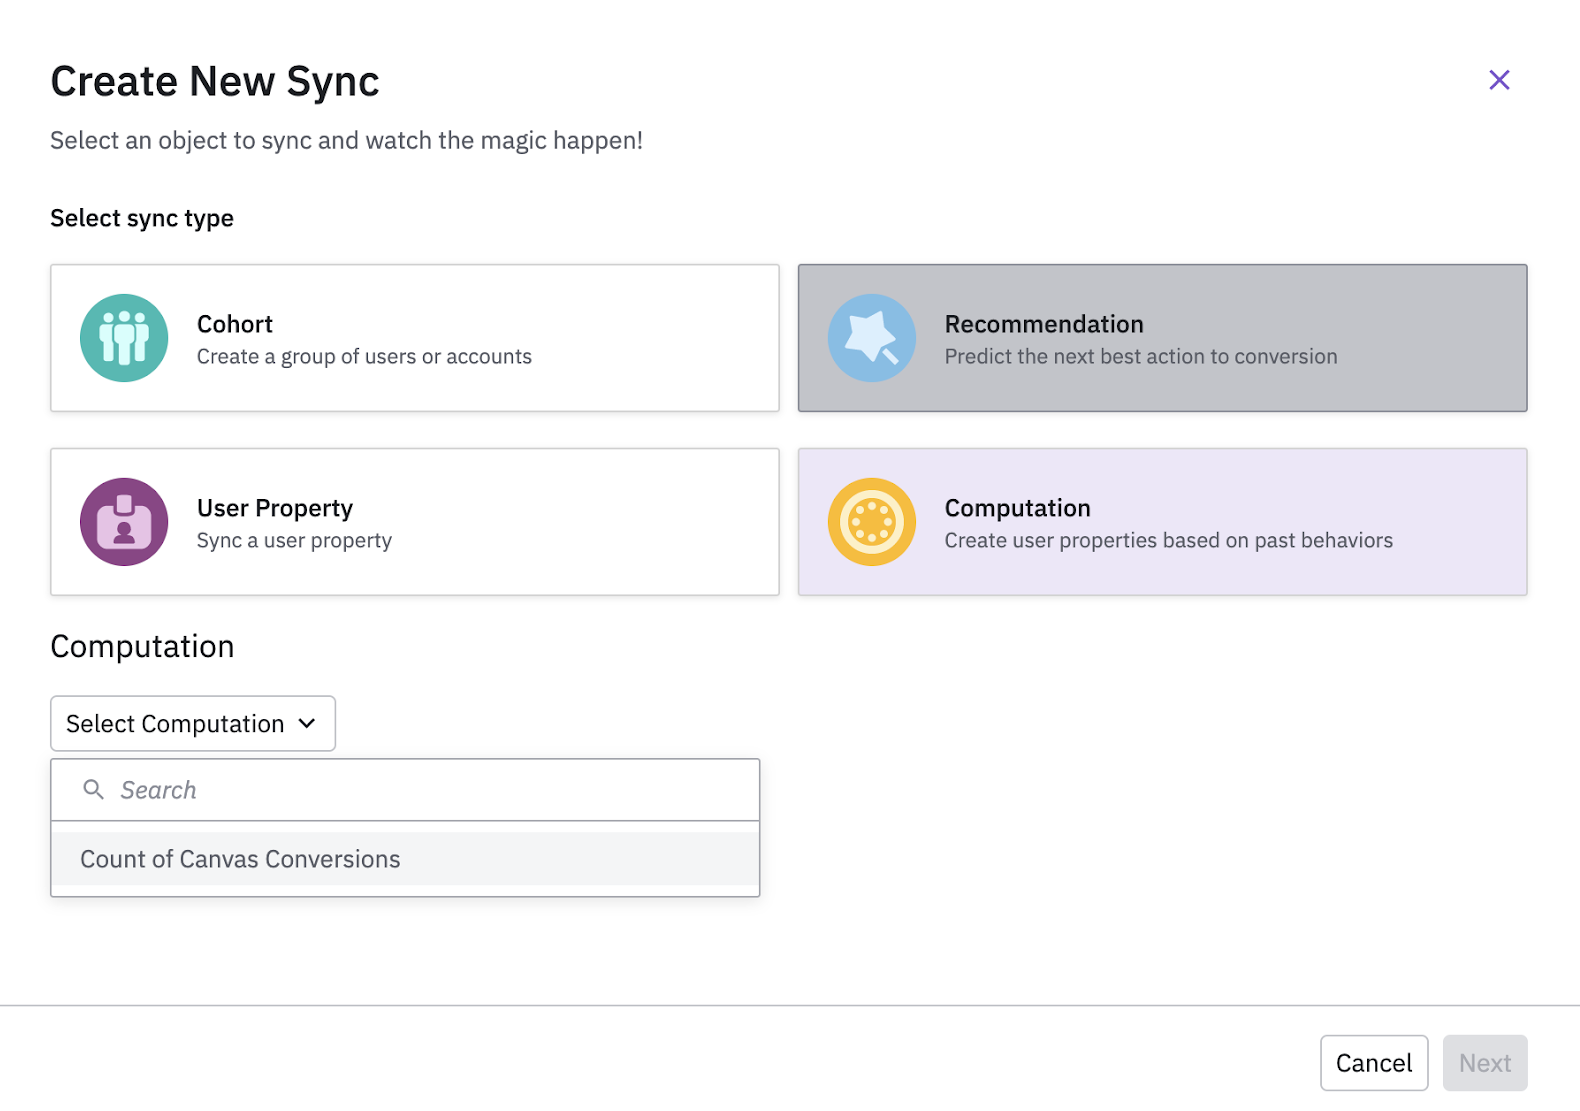 Create New Sync
Select an object to sync and watch the magic happen!
Select sync type
Cohort
Create a group of users or accounts
Recommendation
Predict the next best action to conversion
User Property
Sync a user property
Computation
Create user properties based on past behaviors
Computation
Select Computation
Search
Count of Canvas Conversions
Cancel
Next